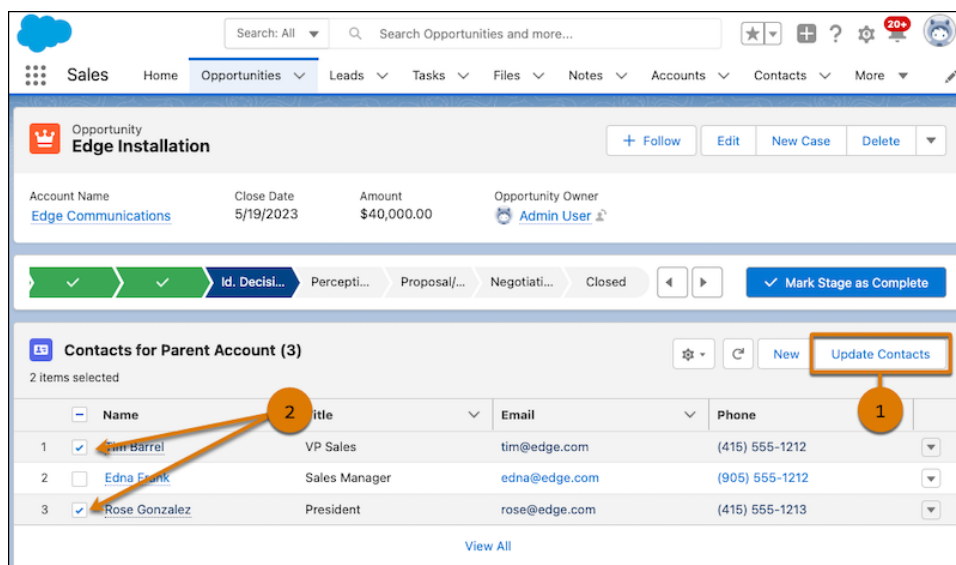 Search: All
Search Opportunities and more...
20+
Sales Home Opportunities Leads Tasks Files Notes Accounts Contacts More
Opportunity
Edge Installation
+ Follow Edit New Case Delete
Account Name Close Date Amount Opportunity Owner
Edge Communications 5/19/2023 $40,000.00 Admin User
Id. Decisi... Percepti... Proposal/... Negotiati... Closed Mark Stage as Complete
Contacts for Parent Account (3) New Update Contacts
2 items selected
Name 2 Title Email Phone 1
1 Tim Barrel VP Sales tim@edge.com (415) 555-1212
2 Edna Frank Sales Manager edna@edge.com (905) 555-1212
3 Rose Gonzalez President rose@edge.com (415) 555-1213
View All